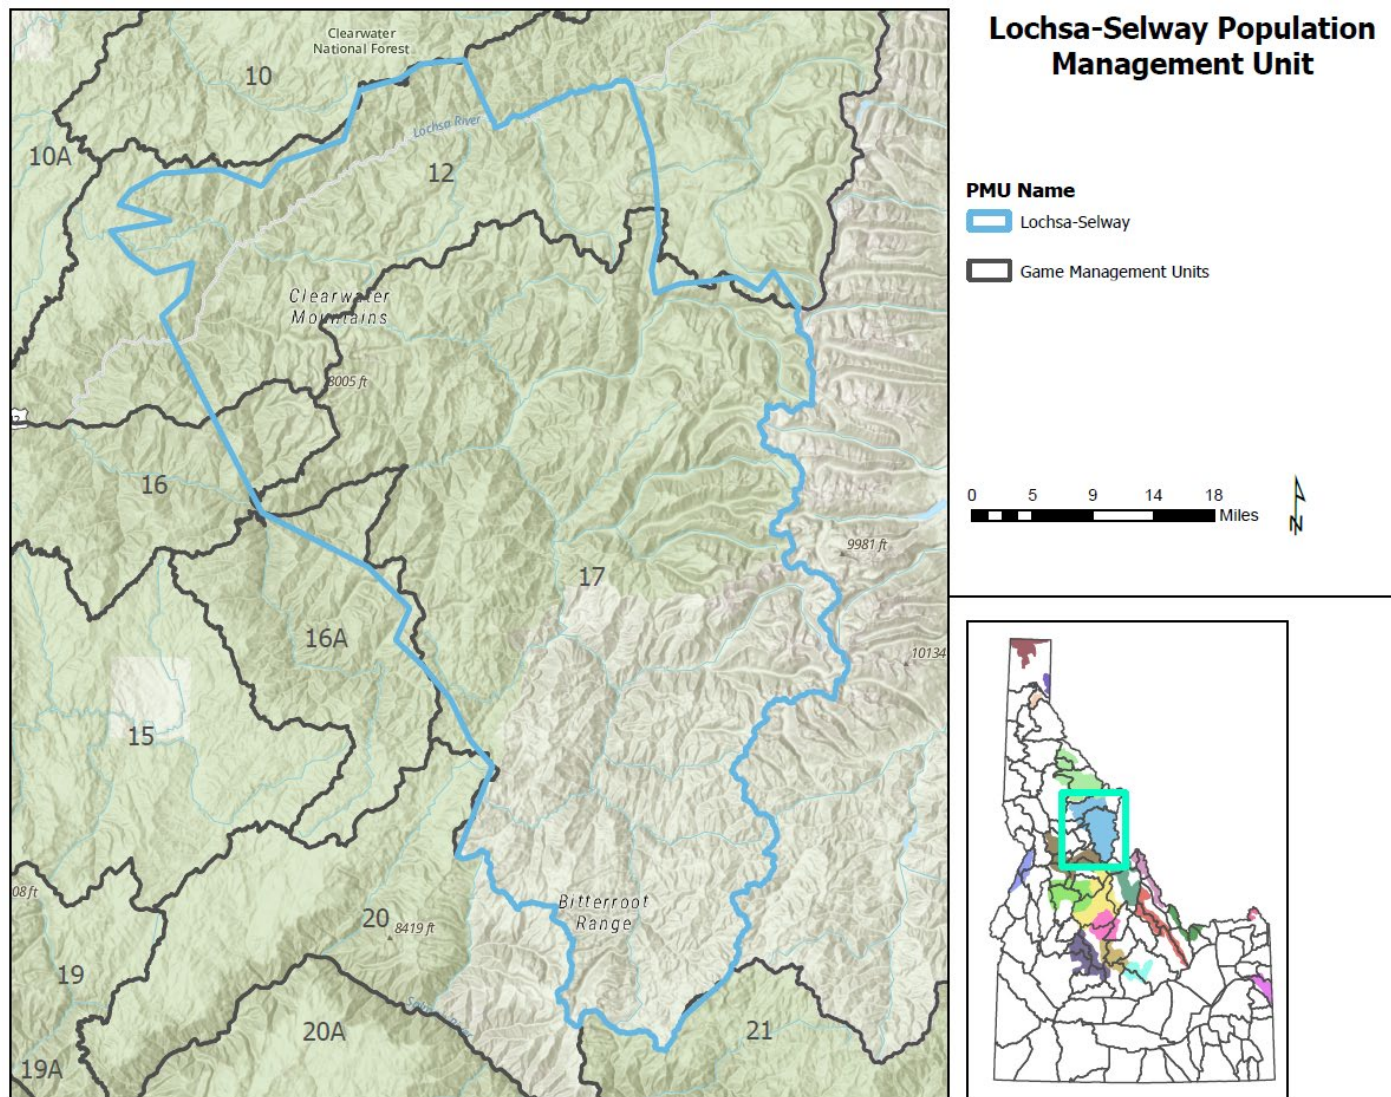 Lochsa-Selway Population
Management Unit
PMU Name
Lochsa-Selway
Game Management Units
0 5 9 14 18
Miles
N
Clearwater
National Forest
10
Lochsa River
10A
12
Clearwater
Mountains
8005 ft
16
9981 ft
17
16A
10134
15
Bitterroot
Range
20
8419 ft
08 ft
19
20A
21
19A